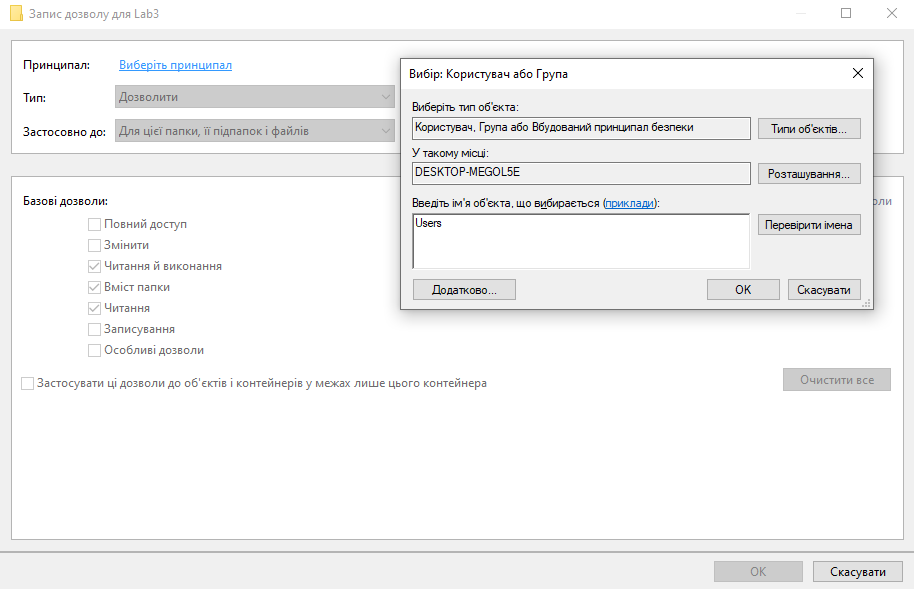 Запис дозволу для Lab3
Принципал: Виберіть принципал
Тип: Дозволити
Застосовно до: Для цієї папки, її підпапок і файлів
Вибір: Користувач або Група
Виберіть тип об'єкта:
Користувач, Група або Вбудований принципал безпеки
Типи об'єктів...
У такому місці:
DESKTOP-MEGOL5E
Розташування...
Введіть ім'я об'єкта, що вибирається (приклади):
Users
Перевірити імена
Додатково...
OK
Скасувати
Базові дозволи:
Повний доступ
Змінити
Читання й виконання
Вміст папки
Читання
Записування
Особливі дозволи
Застосувати ці дозволи до об'єктів і контейнерів у межах лише цього контейнера
Очистити все
OK
Скасувати